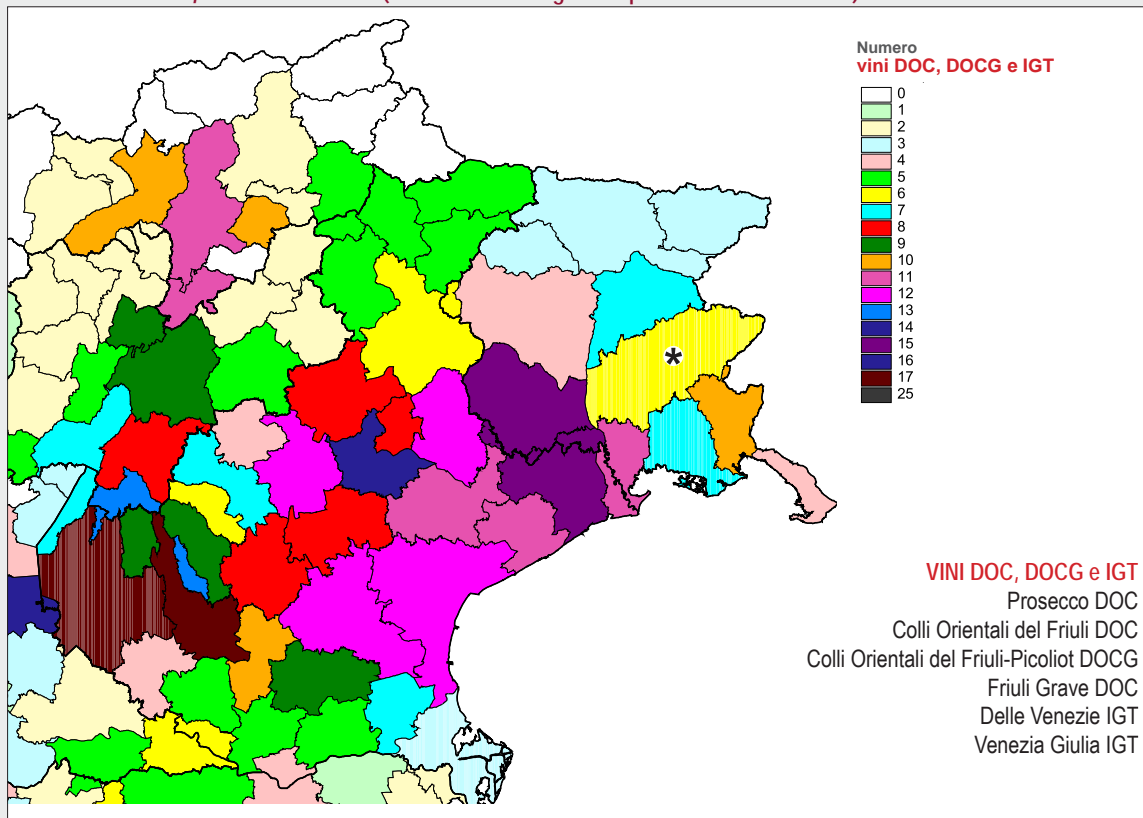 Numero
vini DOC, DOCG e IGT
0
1
2
3
4
5
6
7
8
9
10
11
12
13
14
15
16
17
25
*
VINI DOC, DOCG e IGT
Prosecco DOC
Colli Orientali del Friuli DOC
Colli Orientali del Friuli-Picoliot DOCG
Friuli Grave DOC
Delle Venezie IGT
Venezia Giulia IGT